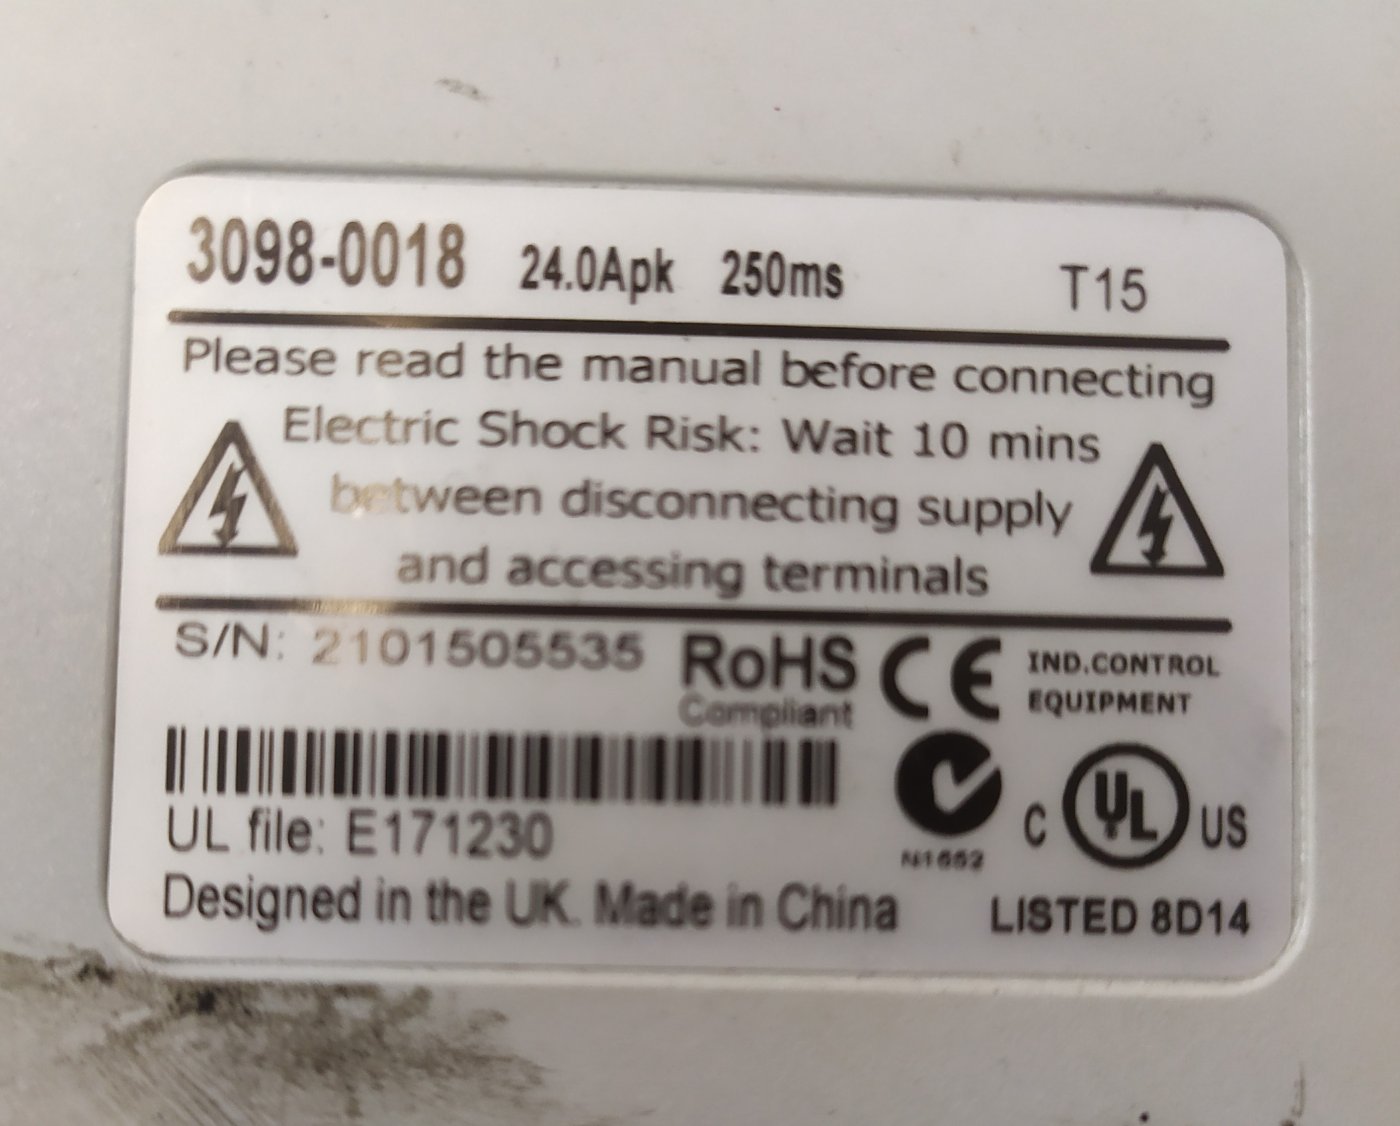 3098-0018 24.0Apk 250ms T15
Please read the manual before connecting
Electric Shock Risk: Wait 10 mins
between disconnecting supply
and accessing terminals
S/N: 2101505535 RoHS Compliant CE IND.CONTROL EQUIPMENT
N1652
C UL US
UL file: E171230
Designed in the UK. Made in China LISTED 8D14